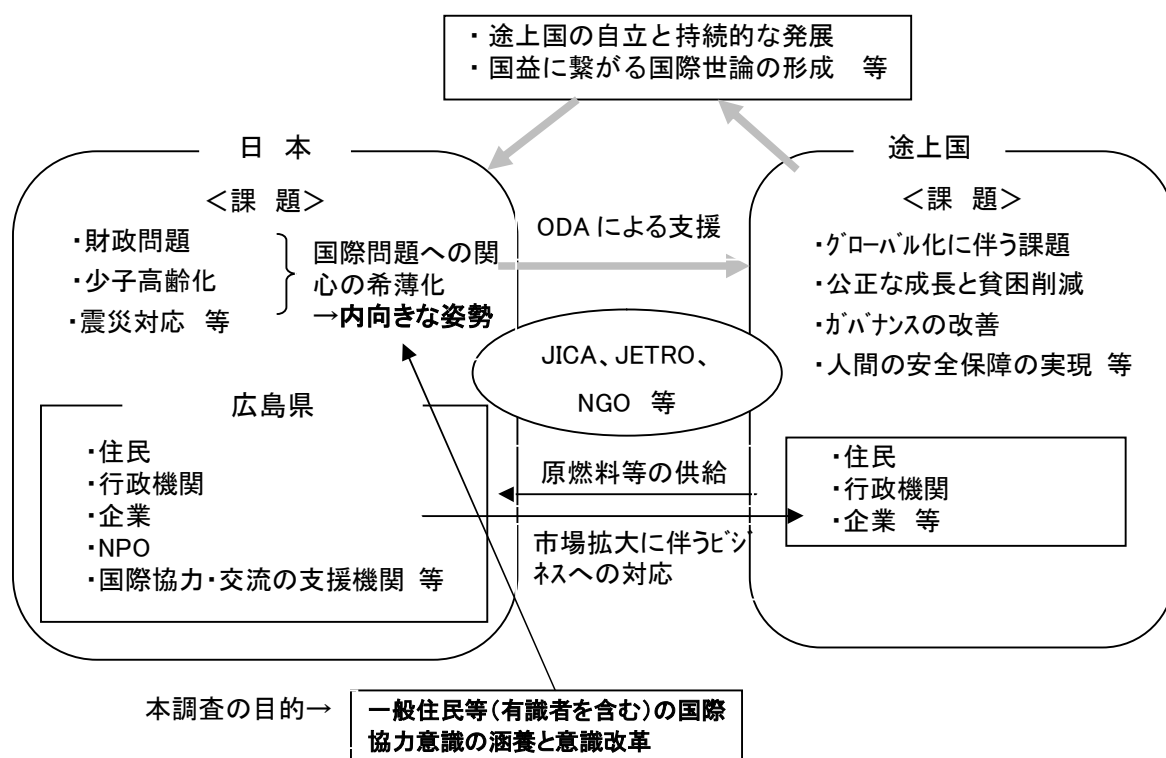 ・途上国の自立と持続的な発展
・国益に繋がる国際世論の形成　等
日　本
＜課　題＞
・財政問題
・少子高齢化
・震災対応　等
国際問題への関
心の希薄化
→内向きな姿勢
広島県
・住民
・行政機関
・企業
・NPO
・国際協力・交流の支援機関　等
ODA による支援
JICA、JETRO、
NGO　等
原燃料等の供給
市場拡大に伴うﾋﾞｼﾞ
ﾈｽへの対応
途上国
＜課　題＞
・ｸﾞﾛｰﾊﾞﾙ化に伴う課題
・公正な成長と貧困削減
・ｶﾞﾊﾞﾅﾝｽの改善
・人間の安全保障の実現　等
・住民
・行政機関
・企業　等
本調査の目的→
一般住民等（有識者を含む）の国際
協力意識の涵養と意識改革